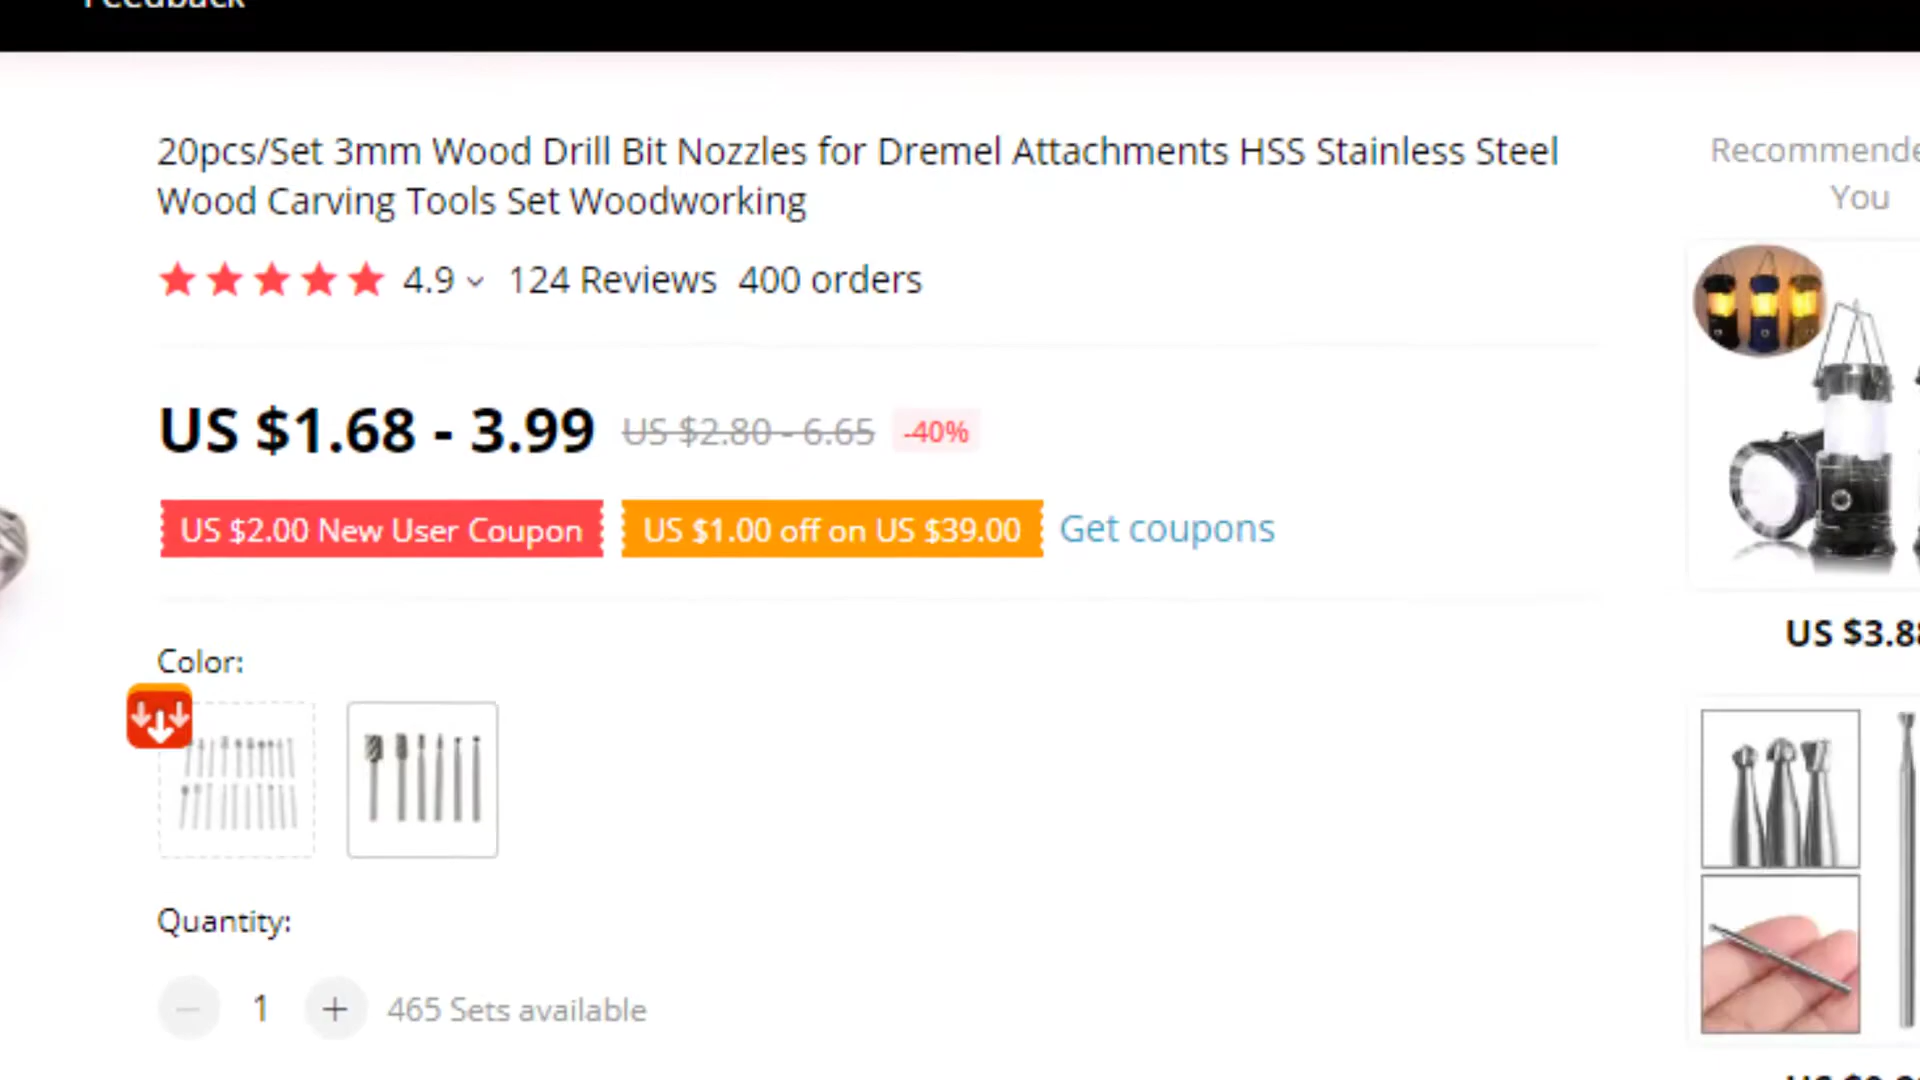 Feedback
20pcs/Set 3mm Wood Drill Bit Nozzles for Dremel Attachments HSS Stainless Steel
Wood Carving Tools Set Woodworking
4.9 124 Reviews 400 orders
US $1.68 - 3.99 US $2.80 - 6.65 -40%
US $2.00 New User Coupon US $1.00 off on US $39.00 Get coupons
Color:
Quantity:
− 1 + 465 Sets available
You